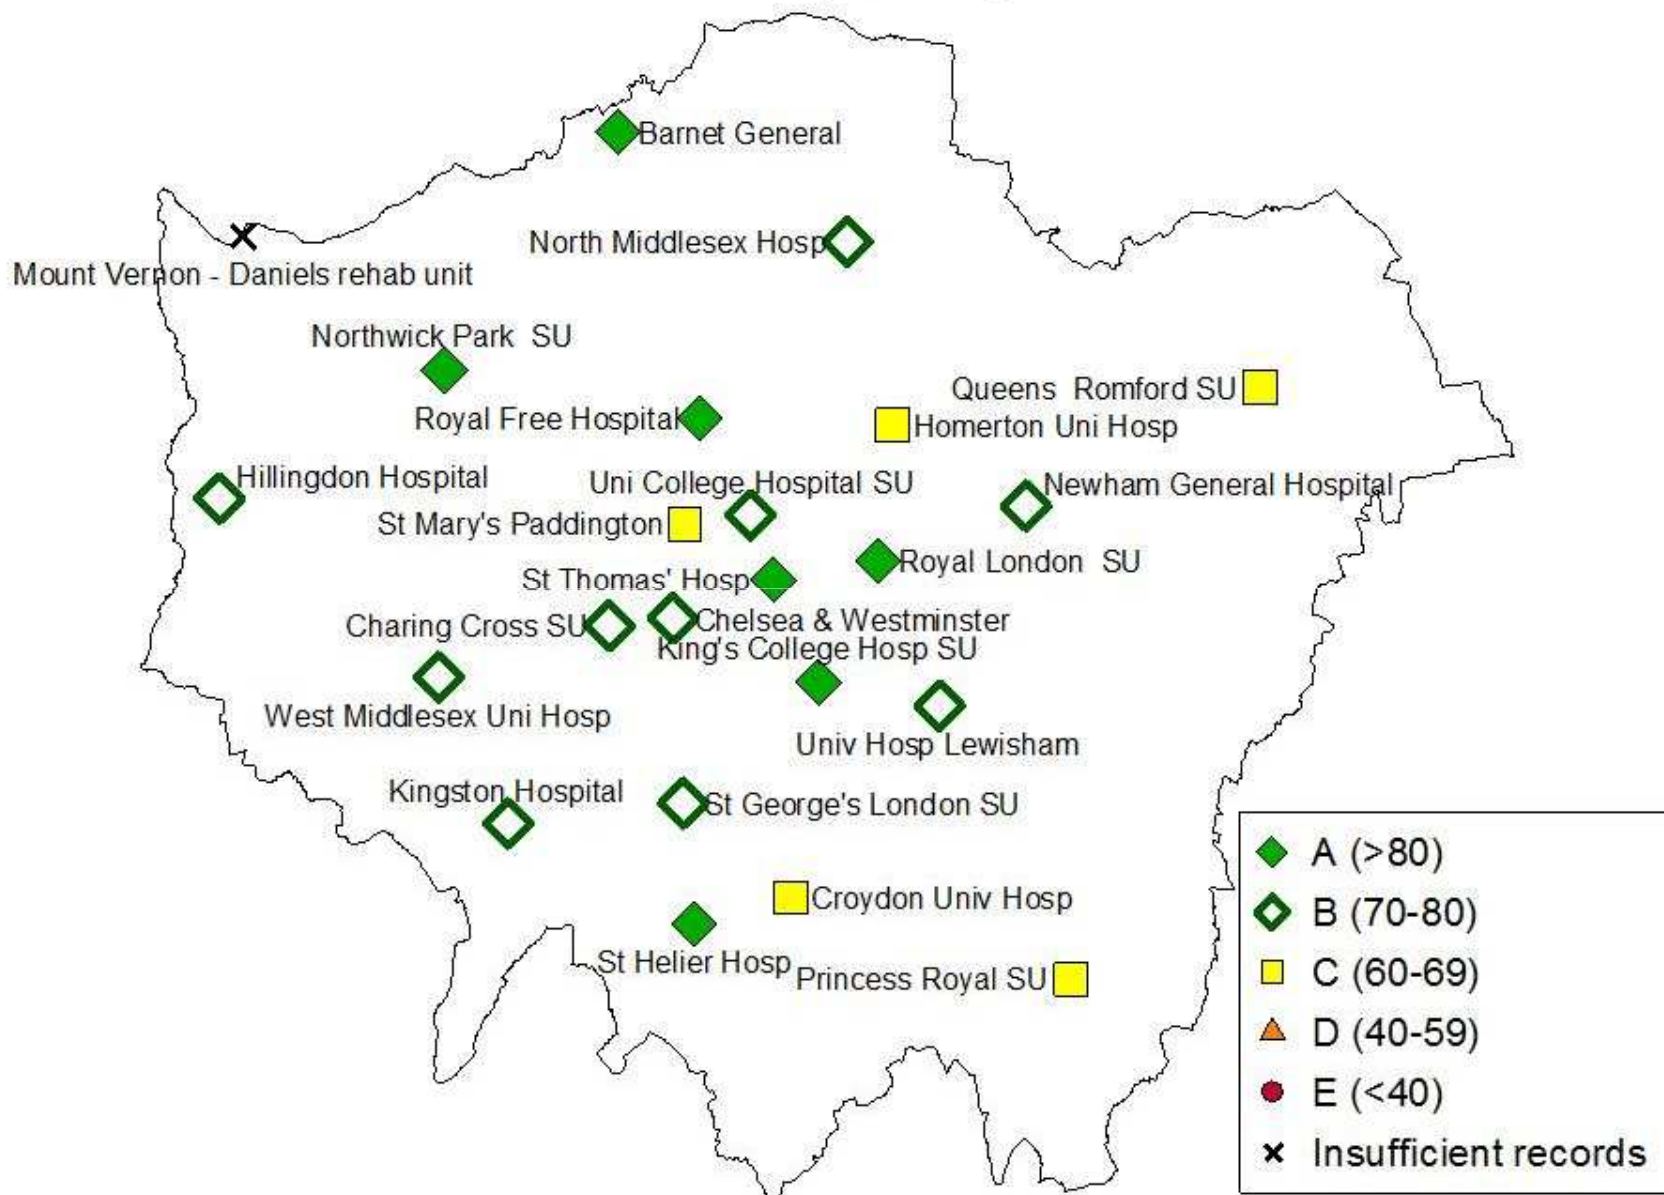 Barnet General
North Middlesex Hosp
Mount Vernon - Daniels rehab unit
Northwick Park SU
Queens Romford SU
Royal Free Hospital
Homerton Uni Hosp
Hillingdon Hospital
Uni College Hospital SU
Newham General Hospital
St Mary's Paddington
Royal London SU
St Thomas' Hosp
Charing Cross SU
Chelsea & Westminster
King's College Hosp SU
West Middlesex Uni Hosp
Univ Hosp Lewisham
Kingston Hospital
St George's London SU
Croydon Univ Hosp
St Helier Hosp
Princess Royal SU
A (>80)
B (70-80)
C (60-69)
D (40-59)
E (<40)
Insufficient records